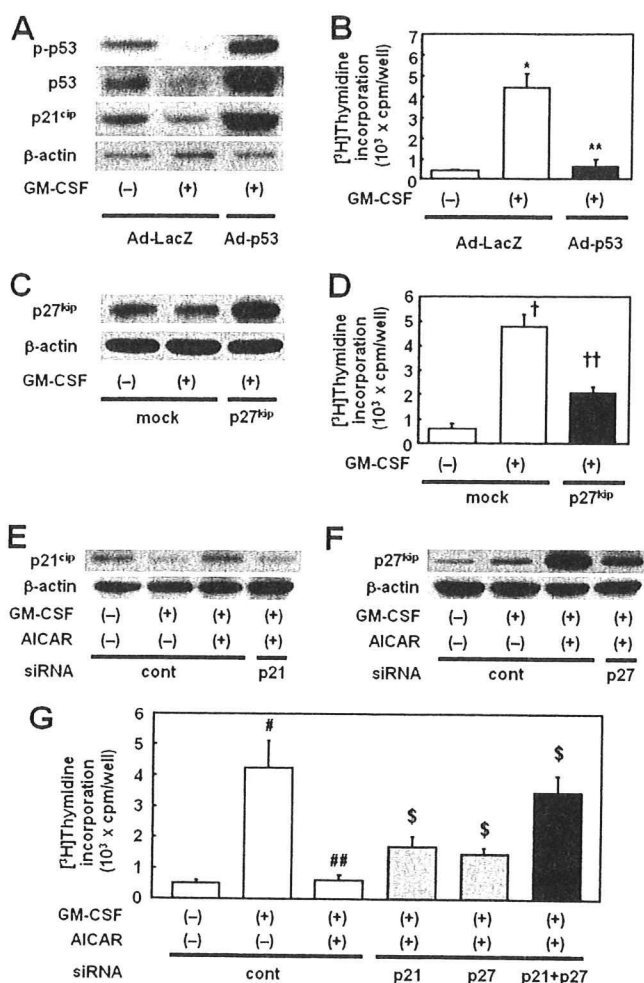 A
p-p53
p53
p21cip
β-actin
GM-CSF (–) (+) (+)
Ad-LacZ Ad-p53
B
[3H]Thymidine
incorporation
(10³ x cpm/well)
7
6
5
4
3
2
1
0
*
**
GM-CSF (–) (+) (+)
Ad-LacZ Ad-p53
C
p27kip
β-actin
GM-CSF (–) (+) (+)
mock p27kip
D
[3H]Thymidine
incorporation
(10³ x cpm/well)
6
5
4
3
2
1
0
†
††
GM-CSF (–) (+) (+)
mock p27kip
E
p21cip
β-actin
GM-CSF (–) (+) (+) (+)
AICAR (–) (–) (+) (+)
siRNA cont p21
F
p27kip
β-actin
GM-CSF (–) (+) (+) (+)
AICAR (–) (–) (+) (+)
siRNA cont p27
G
[3H]Thymidine
incorporation
(10³ x cpm/well)
6
5
4
3
2
1
0
#
##
$
$
$
GM-CSF (–) (+) (+) (+) (+) (+)
AICAR (–) (–) (+) (+) (+) (+)
siRNA cont p21 p27 p21+p27